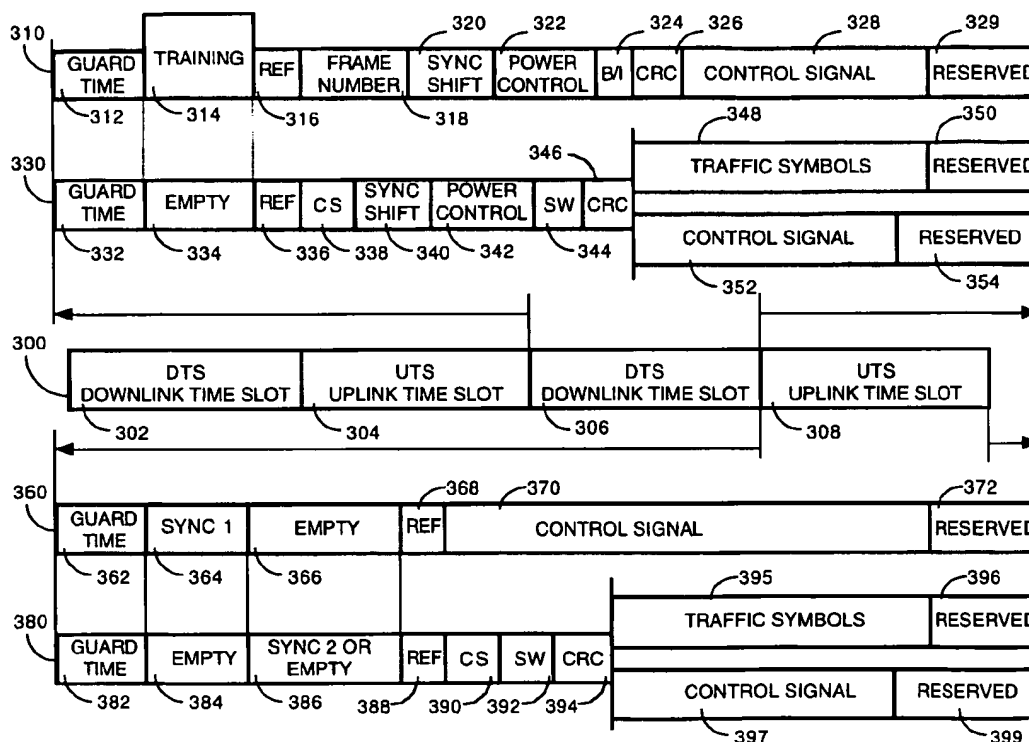 320 322 324 326 328 329
310
GUARD TIME TRAINING REF FRAME NUMBER SYNC SHIFT POWER CONTROL B/I CRC CONTROL SIGNAL RESERVED
312 314 316 318
348 350
346
330
TRAFFIC SYMBOLS RESERVED
GUARD TIME EMPTY REF CS SYNC SHIFT POWER CONTROL SW CRC
CONTROL SIGNAL RESERVED
332 334 336 338 340 342 344
352 354
300
DTS UTS DTS UTS
DOWNLINK TIME SLOT UPLINK TIME SLOT DOWNLINK TIME SLOT UPLINK TIME SLOT
302 304 306 308
360 368 370 372
GUARD TIME SYNC 1 EMPTY REF CONTROL SIGNAL RESERVED
362 364 366
395 396
380
TRAFFIC SYMBOLS RESERVED
GUARD TIME EMPTY SYNC 2 OR EMPTY REF CS SW CRC
CONTROL SIGNAL RESERVED
382 384 386 388 390 392 394
397 399